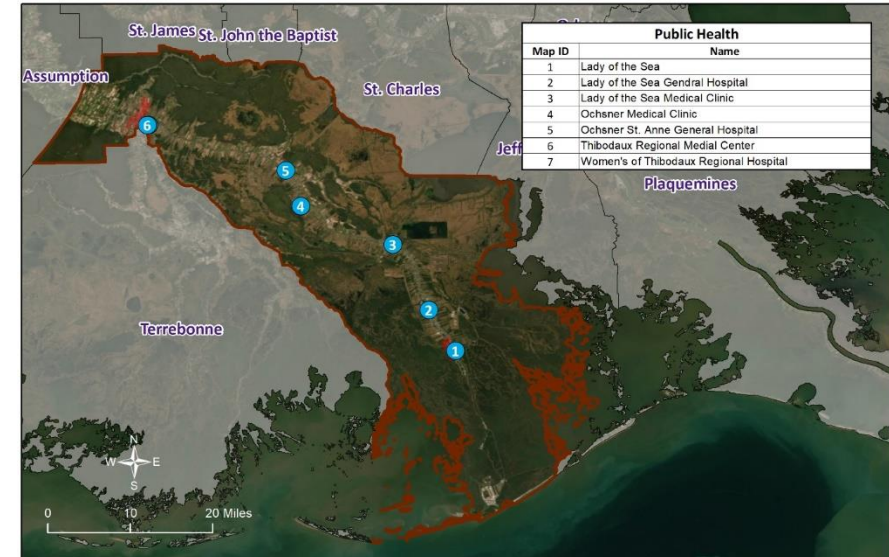 St. James
St. John the Baptist
Assumption
St. Charles
Plaquemines
Terrebonne
Public Health
Map ID Name
1 Lady of the Sea
2 Lady of the Sea Gendral Hospital
3 Lady of the Sea Medical Clinic
4 Ochsner Medical Clinic
5 Ochsner St. Anne General Hospital
6 Thibodaux Regional Medial Center
7 Women's of Thibodaux Regional Hospital
6
5
4
3
2
1
N
W E
S
0 10 20 Miles